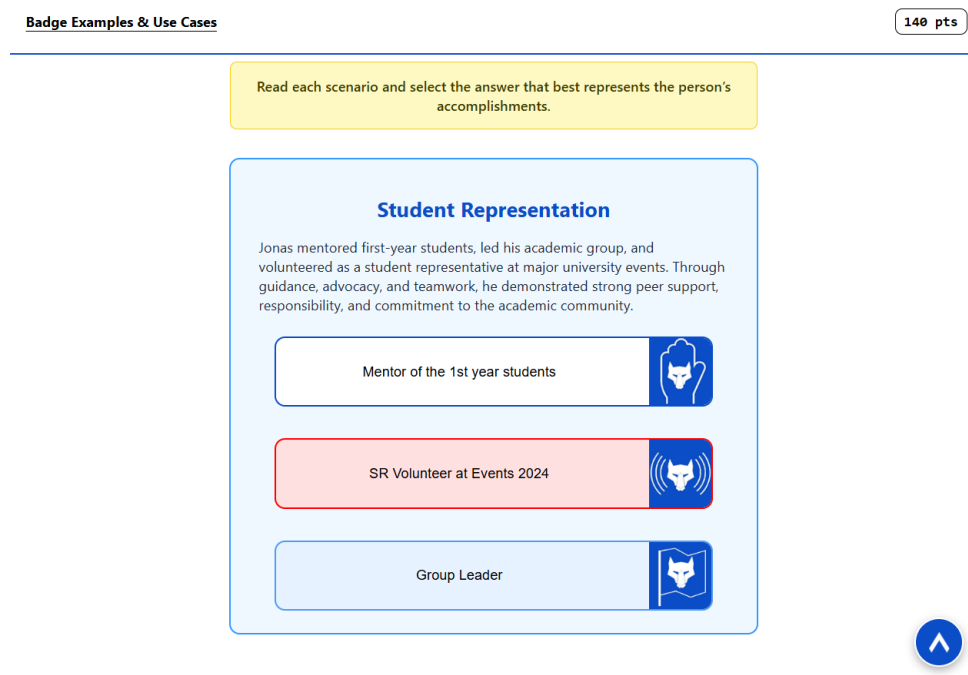 Badge Examples & Use Cases
140 pts
Read each scenario and select the answer that best represents the person’s
accomplishments.
Student Representation
Jonas mentored first-year students, led his academic group, and
volunteered as a student representative at major university events. Through
guidance, advocacy, and teamwork, he demonstrated strong peer support,
responsibility, and commitment to the academic community.
Mentor of the 1st year students
SR Volunteer at Events 2024
Group Leader